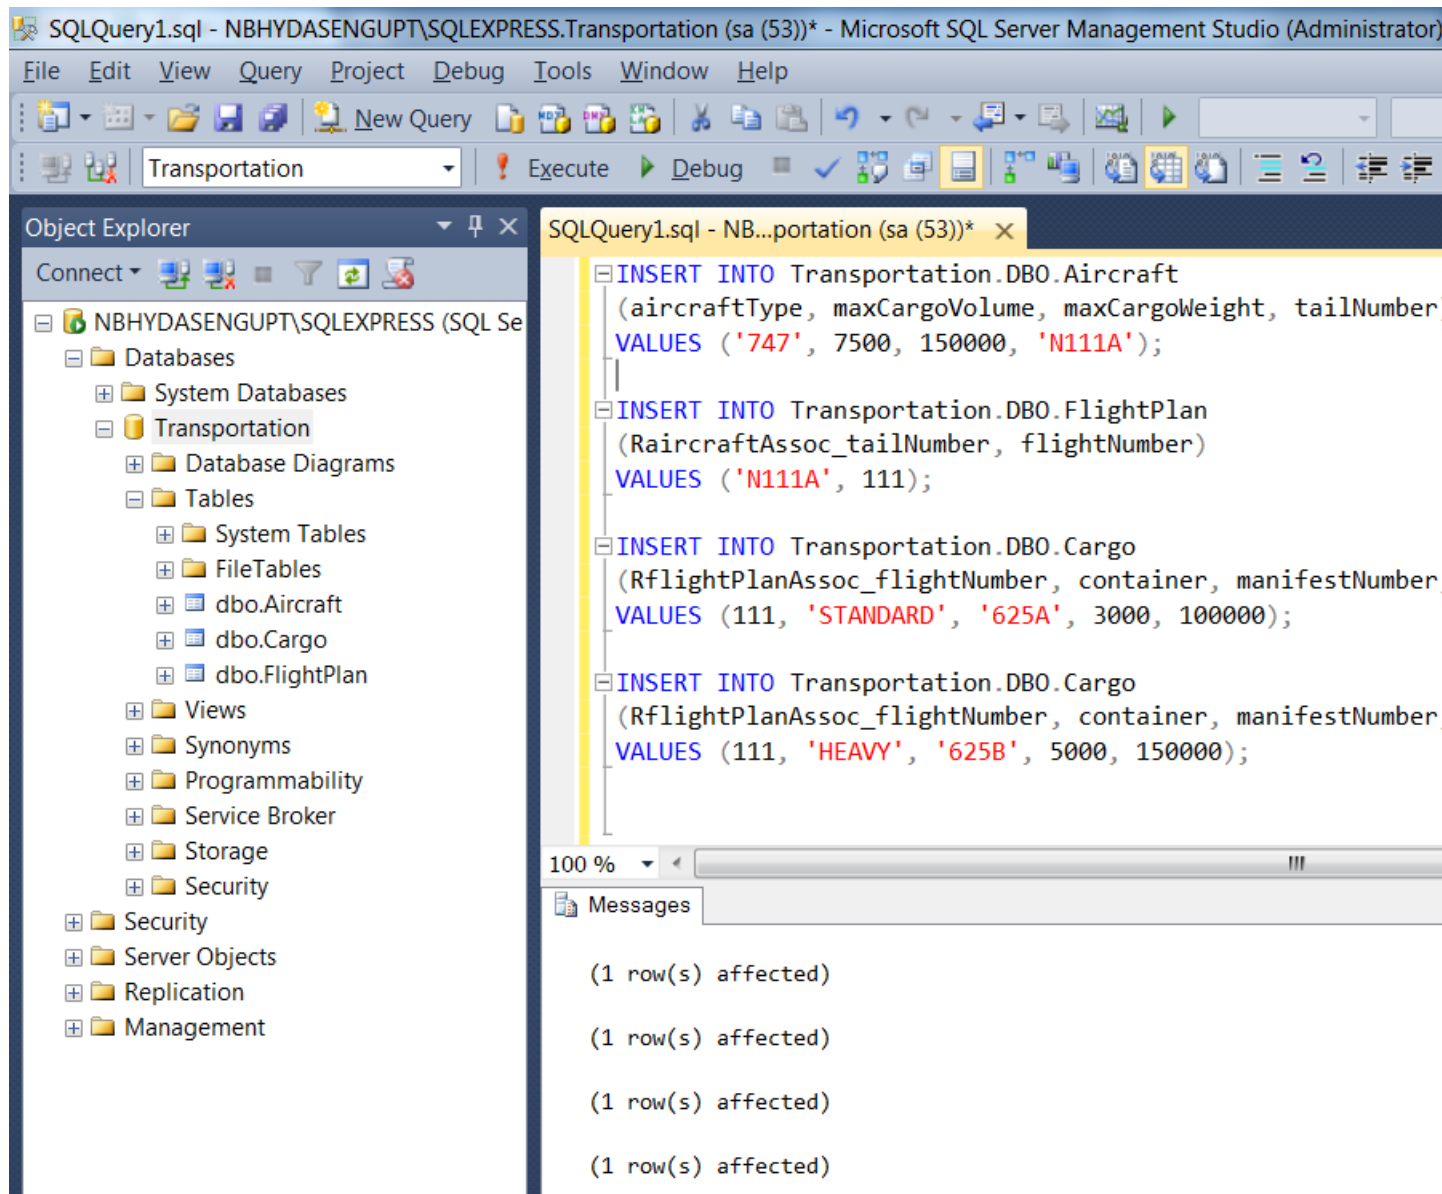 SQLQuery1.sql - NBHYDASENGUPT\SQLEXPRESS.Transportation (sa (53))* - Microsoft SQL Server Management Studio (Administrator)
File Edit View Query Project Debug Tools Window Help
New Query
Transportation Execute Debug
Object Explorer
Connect
NBHYDASENGUPT\SQLEXPRESS (SQL Se
Databases
System Databases
Transportation
Database Diagrams
Tables
System Tables
FileTables
dbo.Aircraft
dbo.Cargo
dbo.FlightPlan
Views
Synonyms
Programmability
Service Broker
Storage
Security
Security
Server Objects
Replication
Management
SQLQuery1.sql - NB...portation (sa (53))*
INSERT INTO Transportation.DBO.Aircraft
(aircraftType, maxCargoVolume, maxCargoWeight, tailNumber)
VALUES ('747', 7500, 150000, 'N111A');
INSERT INTO Transportation.DBO.FlightPlan
(RaircraftAssoc_tailNumber, flightNumber)
VALUES ('N111A', 111);
INSERT INTO Transportation.DBO.Cargo
(RflightPlanAssoc_flightNumber, container, manifestNumber,
VALUES (111, 'STANDARD', '625A', 3000, 100000);
INSERT INTO Transportation.DBO.Cargo
(RflightPlanAssoc_flightNumber, container, manifestNumber,
VALUES (111, 'HEAVY', '625B', 5000, 150000);
100 %
Messages
(1 row(s) affected)
(1 row(s) affected)
(1 row(s) affected)
(1 row(s) affected)